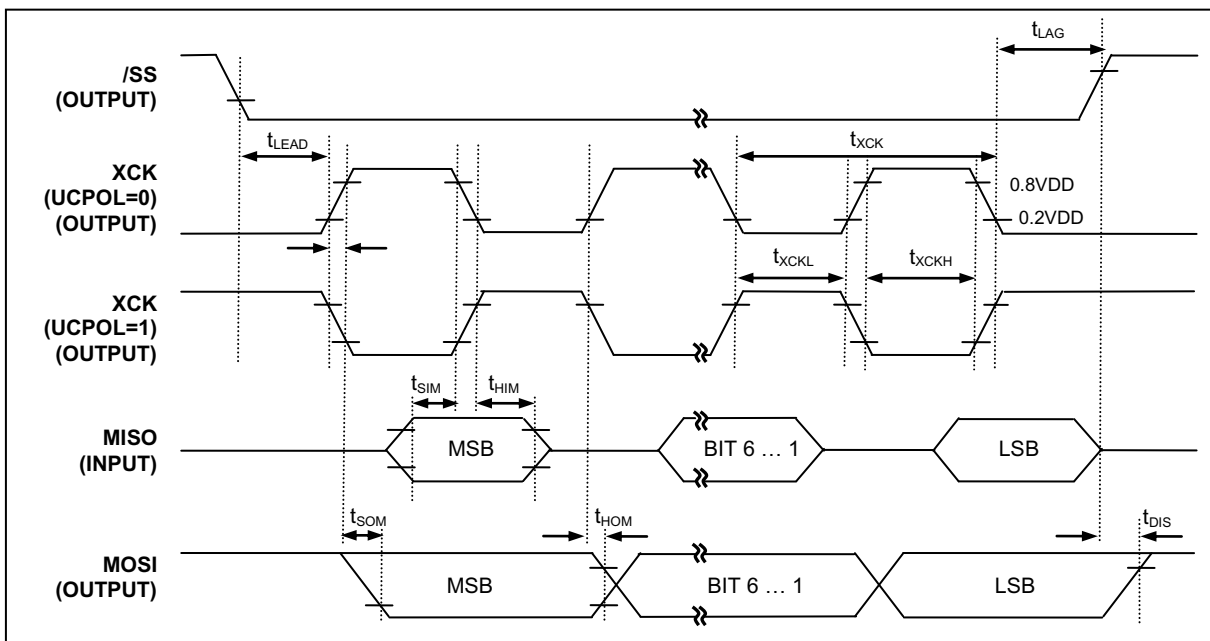 t_LAG
/SS
(OUTPUT)
t_LEAD
t_XCK
XCK
(UCPOL=0)
(OUTPUT)
0.8VDD
0.2VDD
t_XCKL
t_XCKH
XCK
(UCPOL=1)
(OUTPUT)
t_SIM
t_HIM
MISO
(INPUT)
MSB
BIT 6 … 1
LSB
t_SOM
t_HOM
t_DIS
MOSI
(OUTPUT)
MSB
BIT 6 … 1
LSB